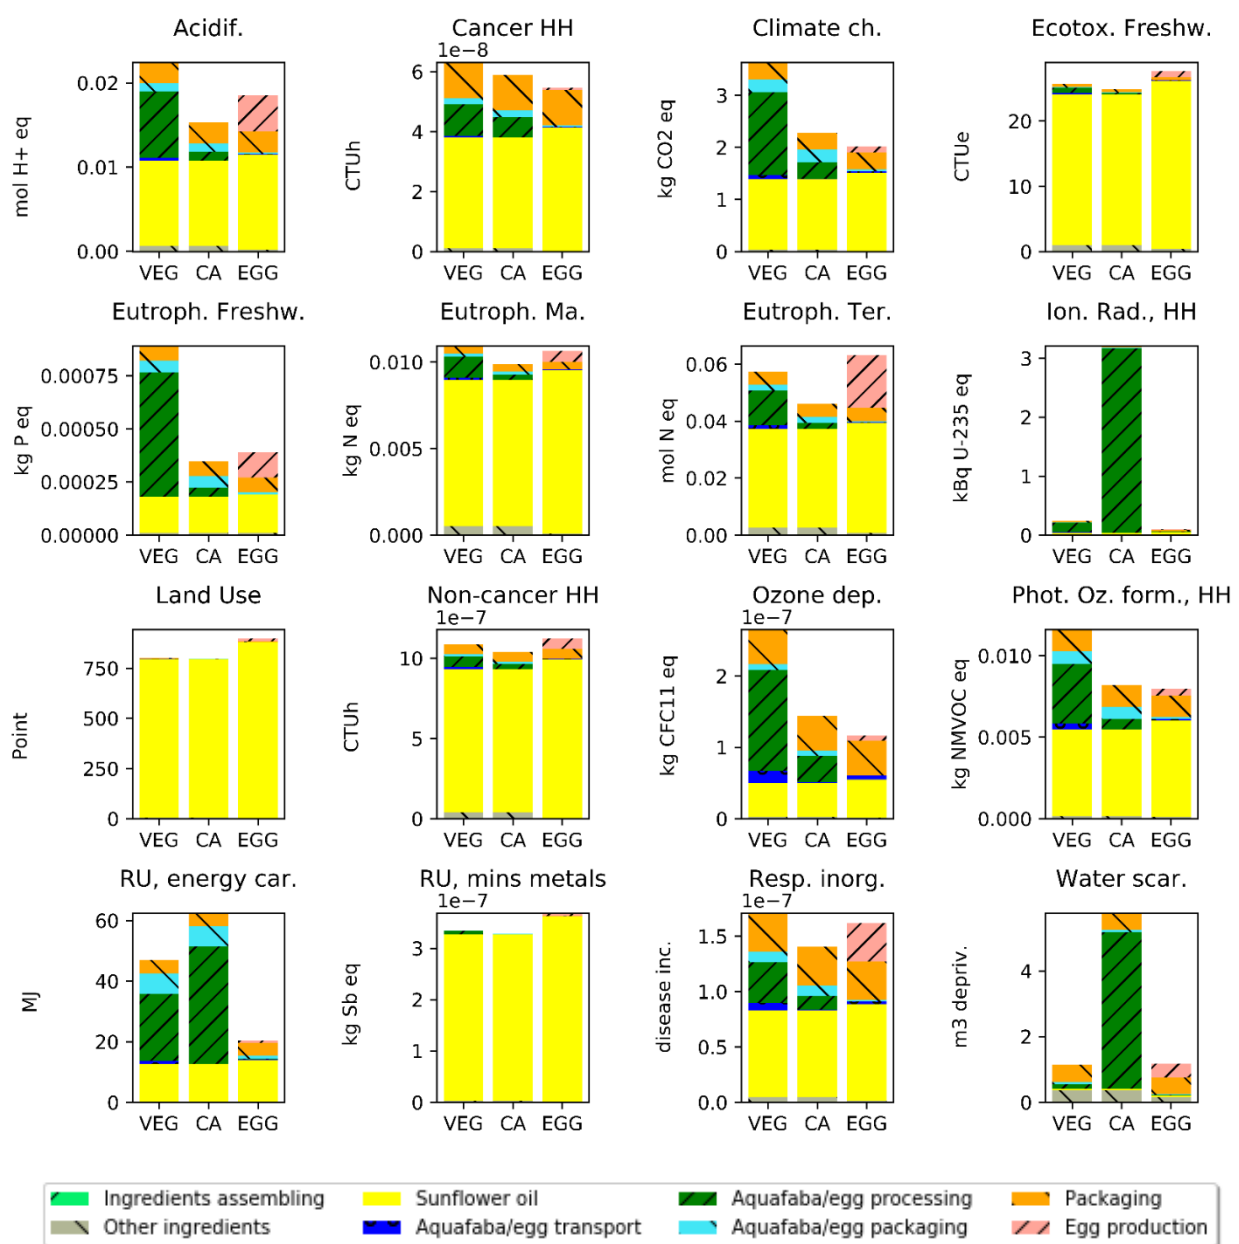 Acidif.
mol H+ eq
0.02
0.01
0.00
VEG CA EGG
Cancer HH
1e−8
CTUh
6
4
2
0
VEG CA EGG
Climate ch.
kg CO2 eq
3
2
1
0
VEG CA EGG
Ecotox. Freshw.
CTUe
20
10
0
VEG CA EGG
Eutroph. Freshw.
kg P eq
0.00075
0.00050
0.00025
0.00000
VEG CA EGG
Eutroph. Ma.
kg N eq
0.010
0.005
0.000
VEG CA EGG
Eutroph. Ter.
mol N eq
0.06
0.04
0.02
0.00
VEG CA EGG
Ion. Rad., HH
kBq U-235 eq
3
2
1
0
VEG CA EGG
Land Use
Point
750
500
250
0
VEG CA EGG
Non-cancer HH
1e−7
CTUh
10
5
0
VEG CA EGG
Ozone dep.
1e−7
kg CFC11 eq
2
1
0
VEG CA EGG
Phot. Oz. form., HH
kg NMVOC eq
0.010
0.005
0.000
VEG CA EGG
RU, energy car.
MJ
60
40
20
0
VEG CA EGG
RU, mins metals
1e−7
kg Sb eq
3
2
1
0
VEG CA EGG
Resp. inorg.
1e−7
disease inc.
1.5
1.0
0.5
0.0
VEG CA EGG
Water scar.
m3 depriv.
4
2
0
VEG CA EGG
Ingredients assembling
Other ingredients
Sunflower oil
Aquafaba/egg transport
Aquafaba/egg processing
Aquafaba/egg packaging
Packaging
Egg production